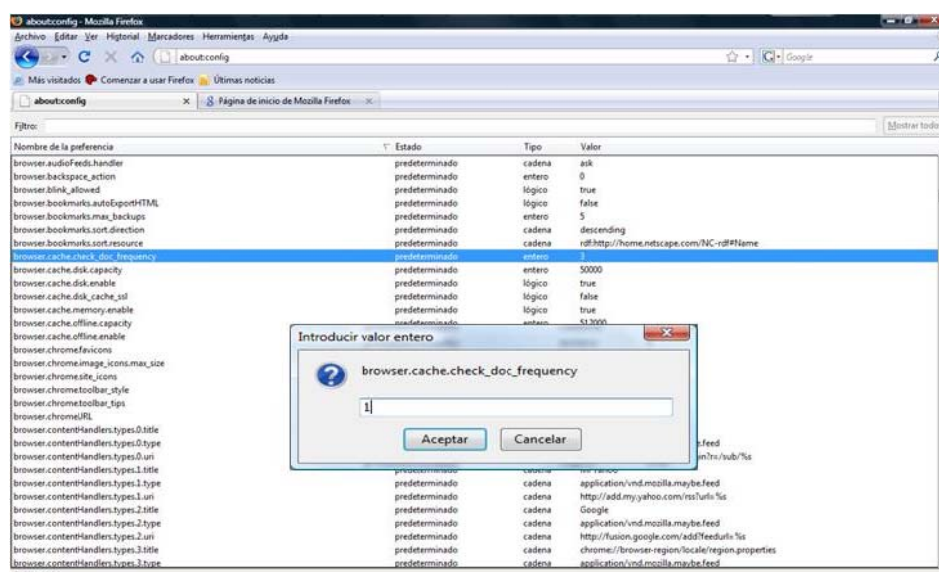 about:config - Mozilla Firefox
Archivo Editar Ver Historial Marcadores Herramientas Ayuda
about:config
Google
Más visitados Comenzar a usar Firefox Últimas noticias
about:config
Página de inicio de Mozilla Firefox
Filtro:
Mostrar todo
Nombre de la preferencia Estado Tipo Valor
browser.audioFeeds.handler predeterminado cadena ask
browser.backspace_action predeterminado entero 0
browser.blink_allowed predeterminado lógico true
browser.bookmarks.autoExportHTML predeterminado lógico false
browser.bookmarks.max_backups predeterminado entero 5
browser.bookmarks.sort.direction predeterminado cadena descending
browser.bookmarks.sort.resource predeterminado cadena rdf:http://home.netscape.com/NC-rdf#Name
browser.cache.check_doc_frequency predeterminado entero 3
browser.cache.disk.capacity predeterminado entero 50000
browser.cache.disk.enable predeterminado lógico true
browser.cache.disk_cache_ssl predeterminado lógico false
browser.cache.memory.enable predeterminado lógico true
browser.cache.offline.capacity predeterminado entero 512000
browser.cache.offline.enable
browser.chrome.favicons
browser.chrome.image_icons.max_size
browser.chrome.site_icons
browser.chrome.toolbar_style
browser.chrome.toolbar_tips
browser.chromeURL
Introducir valor entero
browser.cache.check_doc_frequency
1
Aceptar Cancelar
browser.contentHandlers.types.0.title
browser.contentHandlers.types.0.type
browser.contentHandlers.types.0.uri
browser.contentHandlers.types.1.title predeterminado cadena
browser.contentHandlers.types.1.type predeterminado cadena application/vnd.mozilla.maybe.feed
browser.contentHandlers.types.1.uri predeterminado cadena http://add.my.yahoo.com/rss?url=%s
browser.contentHandlers.types.2.title predeterminado cadena Google
browser.contentHandlers.types.2.type predeterminado cadena application/vnd.mozilla.maybe.feed
browser.contentHandlers.types.2.uri predeterminado cadena http://fusion.google.com/add?feedurl=%s
browser.contentHandlers.types.3.title predeterminado cadena chrome://browser-region/locale/region.properties
browser.contentHandlers.types.3.type predeterminado cadena application/vnd.mozilla.maybe.feed